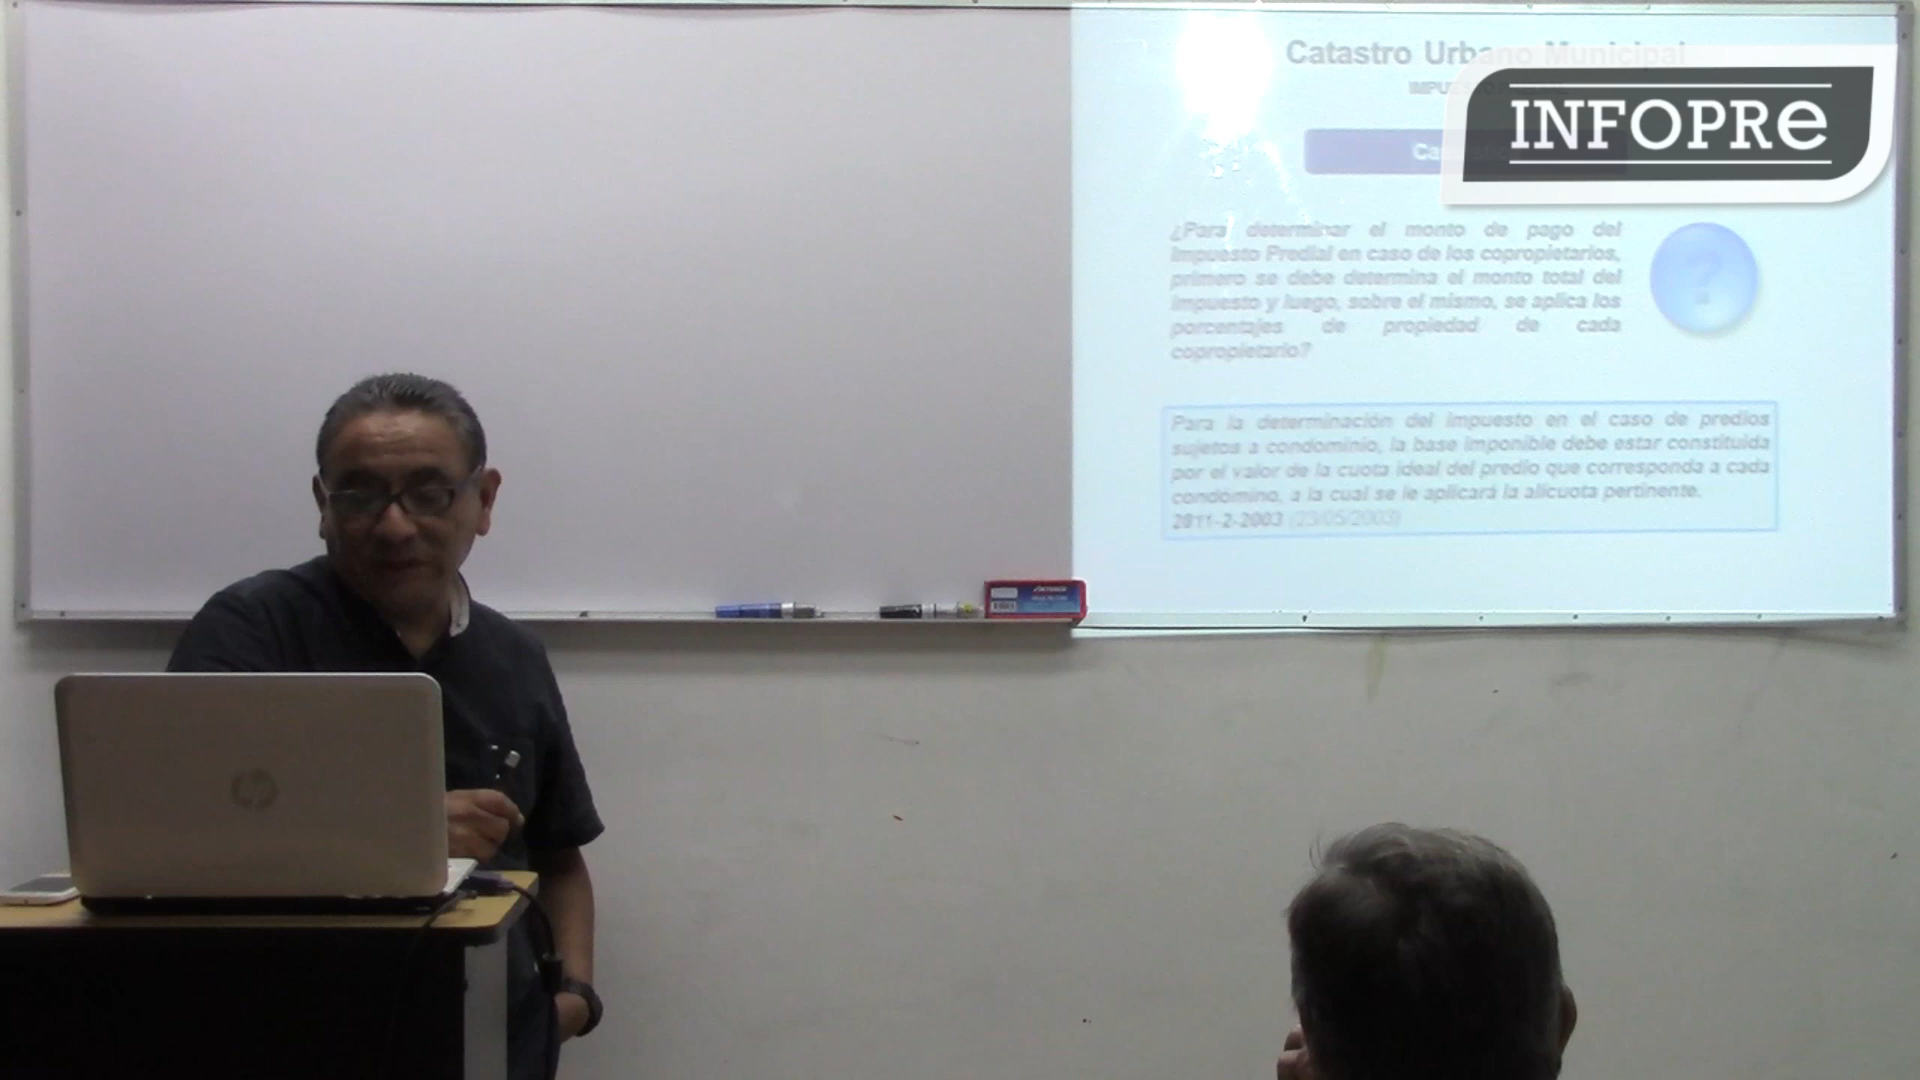 Catastro Urbano Municipal
INFOPRe
¿Para determinar el monto de pago del
Impuesto Predial en caso de los copropietarios,
primero se debe determina el monto total del
impuesto y luego, sobre el mismo, se aplica los
porcentajes de propiedad de cada
copropietario?
?
Para la determinación del impuesto en el caso de predios
sujetos a condominio, la base imponible debe estar constituida
por el valor de la cuota ideal del predio que corresponda a cada
condómino, a la cual se le aplicará la alícuota pertinente.
2011-2-2003 (23/05/2003)
hp